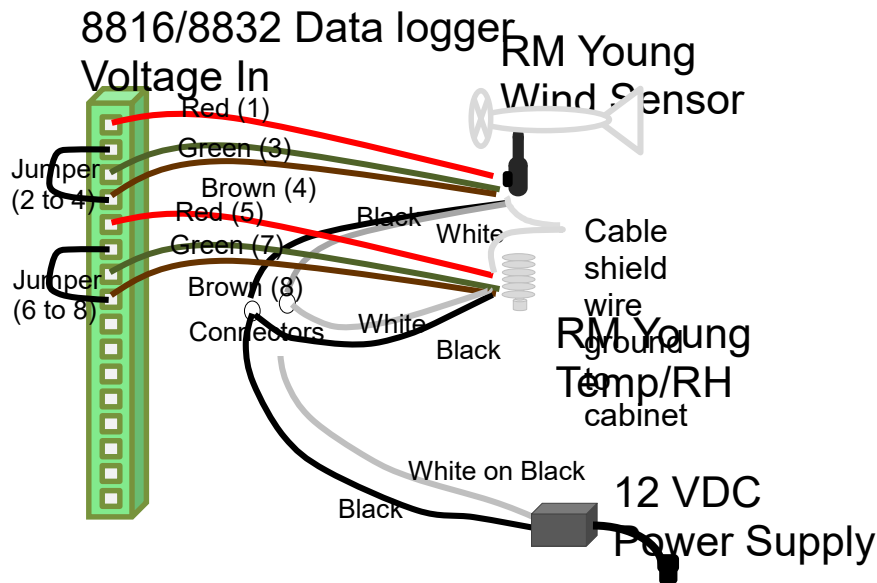 8816/8832 Data logger
Voltage In
RM Young
Wind Sensor
Red (1)
Green (3)
Jumper
(2 to 4)
Brown (4)
Red (5)
Black
White
Green (7)
Cable
shield
wire
ground
to
cabinet
Jumper
(6 to 8)
Brown (8)
Connectors
White
Black
RM Young
Temp/RH
White on Black
Black
12 VDC
Power Supply